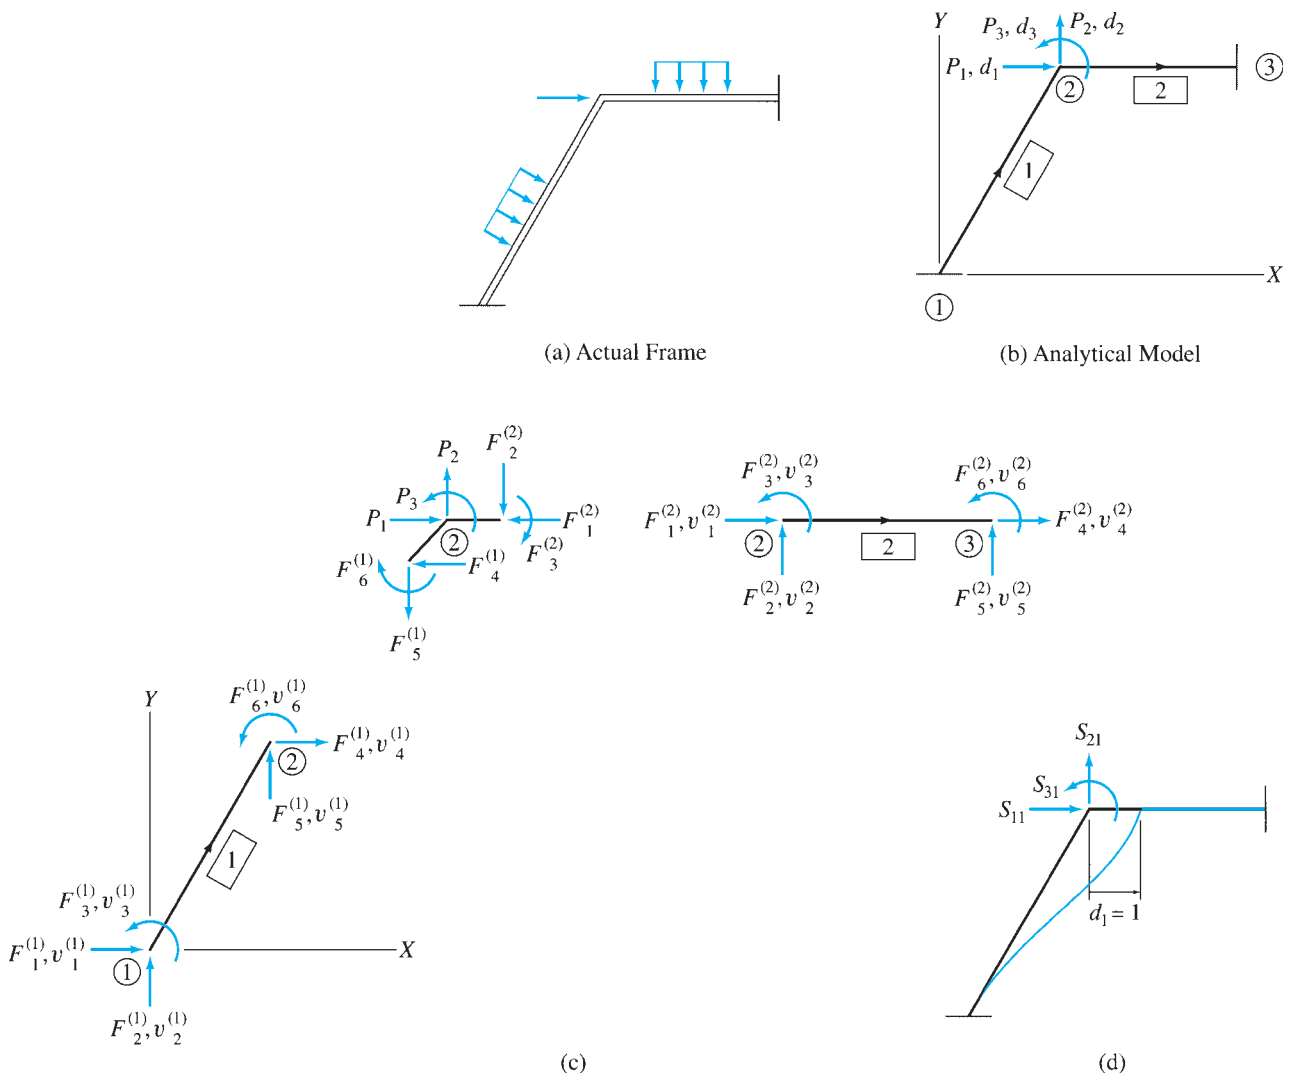 (a) Actual Frame
Y
P₃, d₃
P₂, d₂
P₁, d₁
②
2
③
1
X
①
(b) Analytical Model
P₂
F₂⁽²⁾
P₃
P₁
②
F₁⁽²⁾
F₃⁽²⁾
F₆⁽¹⁾
F₄⁽¹⁾
F₅⁽¹⁾
F₃⁽²⁾, v₃⁽²⁾
F₆⁽²⁾, v₆⁽²⁾
F₁⁽²⁾, v₁⁽²⁾
F₄⁽²⁾, v₄⁽²⁾
②
2
③
F₂⁽²⁾, v₂⁽²⁾
F₅⁽²⁾, v₅⁽²⁾
Y
F₆⁽¹⁾, v₆⁽¹⁾
F₄⁽¹⁾, v₄⁽¹⁾
②
F₅⁽¹⁾, v₅⁽¹⁾
1
F₃⁽¹⁾, v₃⁽¹⁾
F₁⁽¹⁾, v₁⁽¹⁾
X
①
F₂⁽¹⁾, v₂⁽¹⁾
(c)
S₂₁
S₃₁
S₁₁
d₁ = 1
(d)